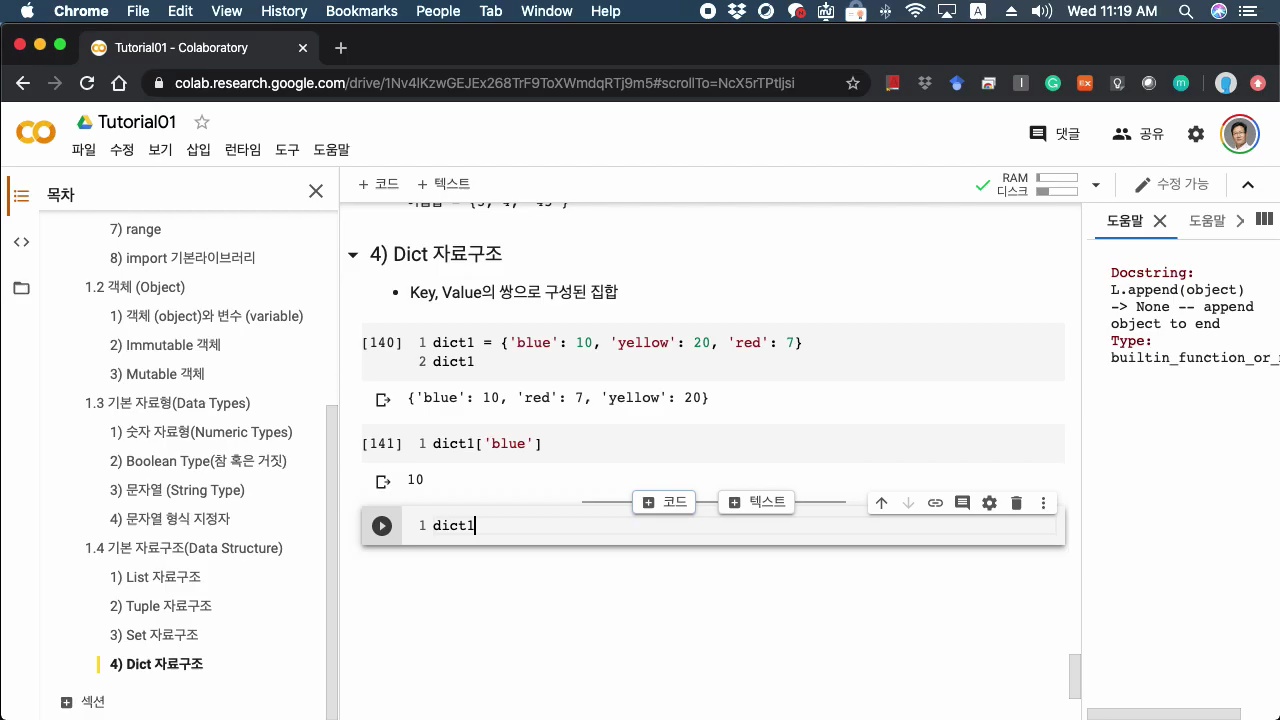 Chrome File Edit View History Bookmarks People Tab Window Help
A Wed 11:19 AM
Tutorial01 - Colaboratory
colab.research.google.com/drive/1Nv4lKzwGEJEx268TrF9ToXWmdqRTj9m5#scrollTo=NcX5rTPtljsi
Tutorial01
파일 수정 보기 삽입 런타임 도구 도움말
댓글 공유
목차
+ 코드 + 텍스트
RAM
디스크
수정 가능
7) range
8) import 기본라이브러리
1.2 객체 (Object)
1) 객체 (object)와 변수 (variable)
2) Immutable 객체
3) Mutable 객체
1.3 기본 자료형(Data Types)
1) 숫자 자료형(Numeric Types)
2) Boolean Type(참 혹은 거짓)
3) 문자열 (String Type)
4) 문자열 형식 지정자
1.4 기본 자료구조(Data Structure)
1) List 자료구조
2) Tuple 자료구조
3) Set 자료구조
4) Dict 자료구조
섹션
4) Dict 자료구조
• Key, Value의 쌍으로 구성된 집합
[140] 1 dict1 = {'blue': 10, 'yellow': 20, 'red': 7}
2 dict1
{'blue': 10, 'red': 7, 'yellow': 20}
[141] 1 dict1['blue']
10
코드 텍스트
1 dict1
도움말 도움말
Docstring:
L.append(object)
-> None -- append
object to end
Type:
builtin_function_or_